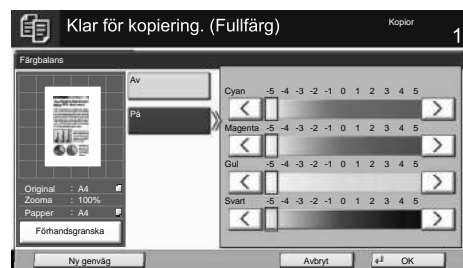 Klar för kopiering. (Fullfärg)
Kopior
1
Färgbalans
Av
På
Cyan -5 -4 -3 -2 -1 0 1 2 3 4 5
Magenta -5 -4 -3 -2 -1 0 1 2 3 4 5
Gul -5 -4 -3 -2 -1 0 1 2 3 4 5
Svart -5 -4 -3 -2 -1 0 1 2 3 4 5
Original : A4
Zooma : 100%
Papper : A4
Förhandsgranska
Ny genväg
Avbryt
OK